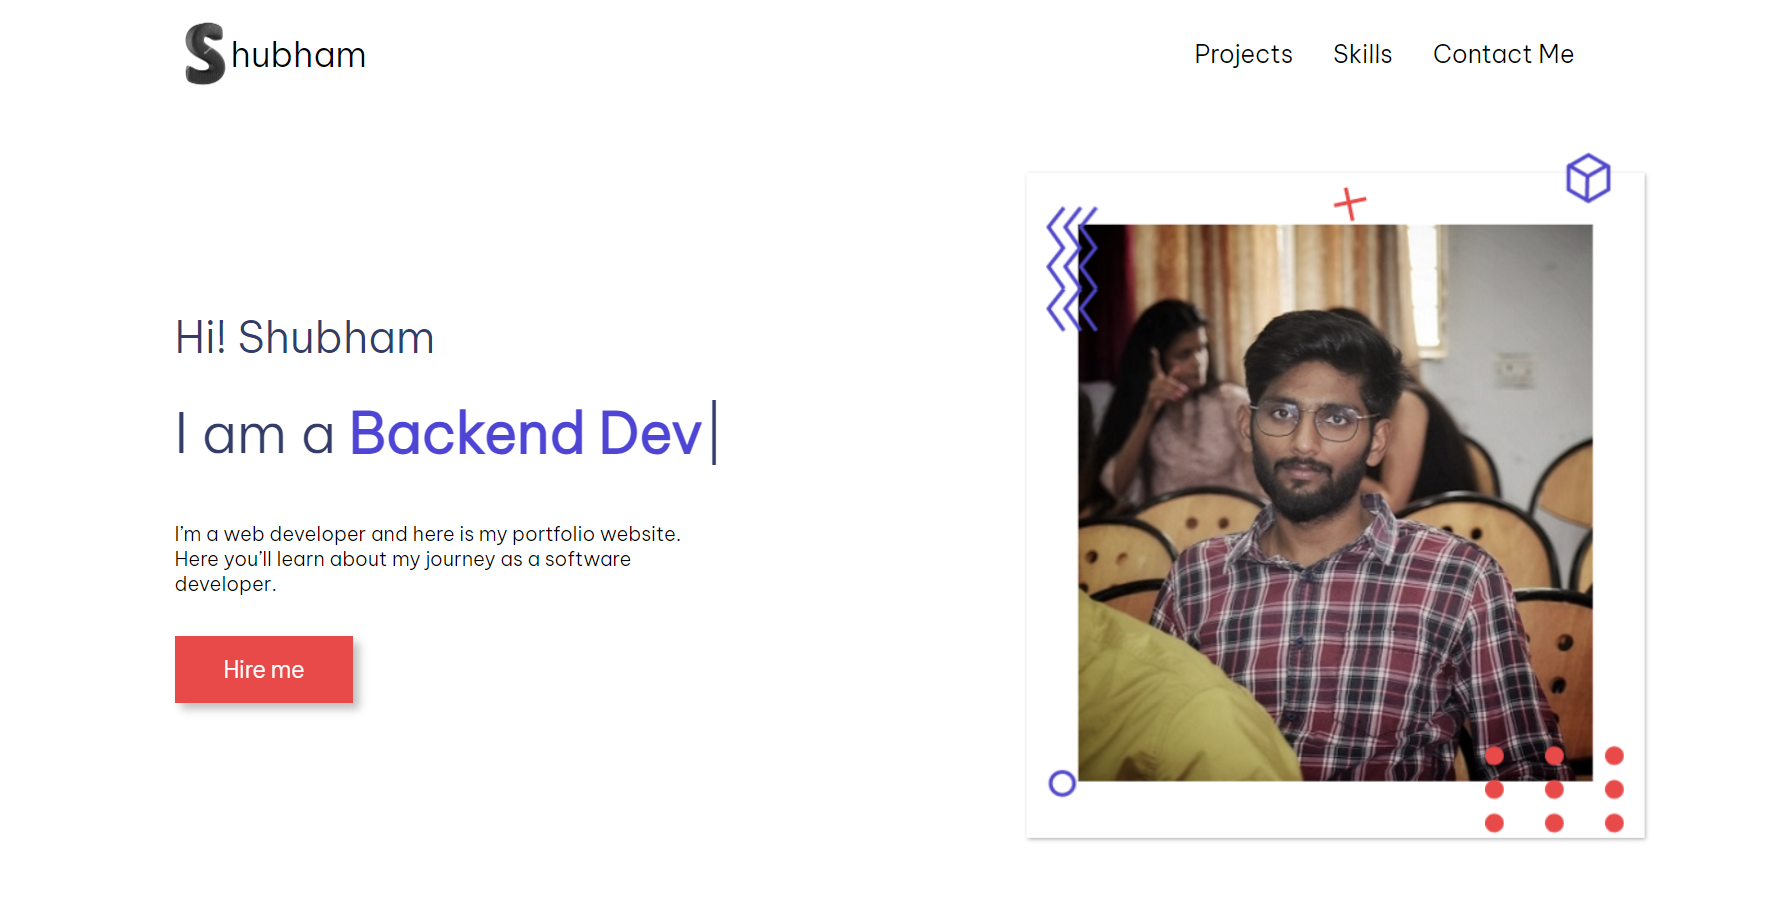 Shubham
Projects
Skills
Contact Me
Hi! Shubham
I am a Backend Dev
I'm a web developer and here is my portfolio website.
Here you'll learn about my journey as a software
developer.
Hire me